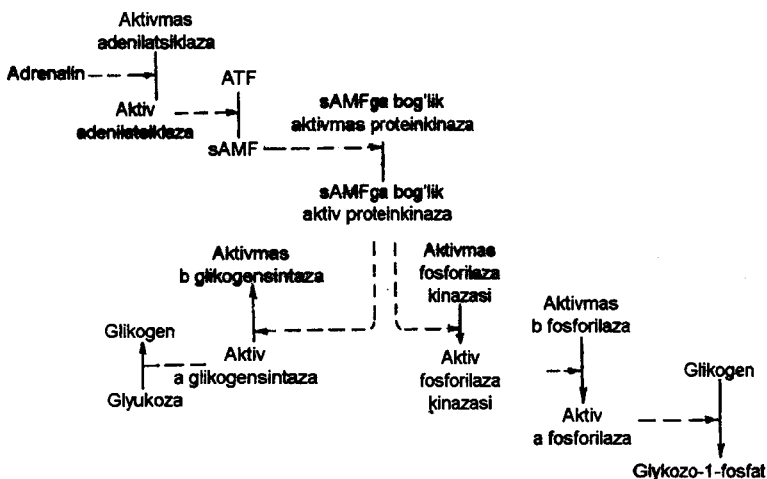 Aktivmas
adenilatsiklaza
Adrenalin
Aktiv
adenilatsiklaza
ATF
sAMF
sAMFga bog'lik
aktivmas proteinkinaza
sAMFga bog'lik
aktiv proteinkinaza
Aktivmas
b glikogensintaza
Aktivmas
fosforilaza
kinazasi
Glikogen
Glyukoza
Aktiv
a glikogensintaza
Aktiv
fosforilaza
kinazasi
Aktivmas
b fosforilaza
Aktiv
a fosforilaza
Glikogen
Glykozo-1-fosfat